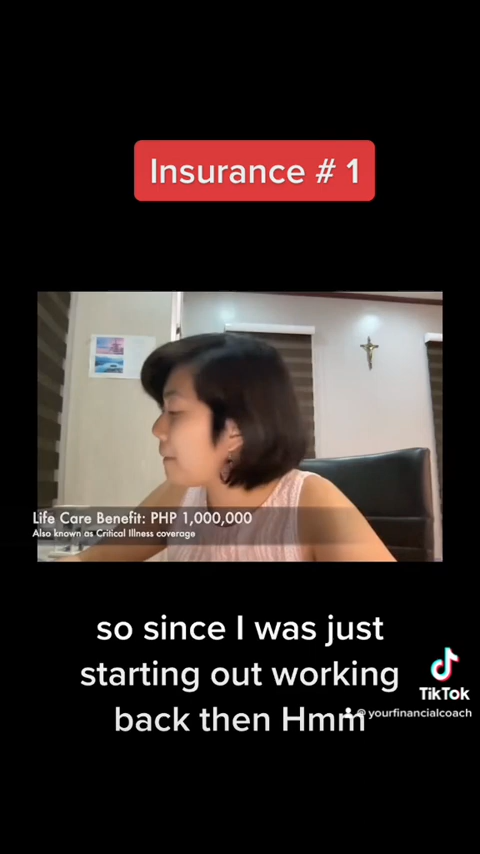 Insurance # 1
Life Care Benefit: PHP 1,000,000
Also known as Critical Illness coverage
so since I was just
starting out working
back then Hmm
TikTok
@yourfinancialcoach